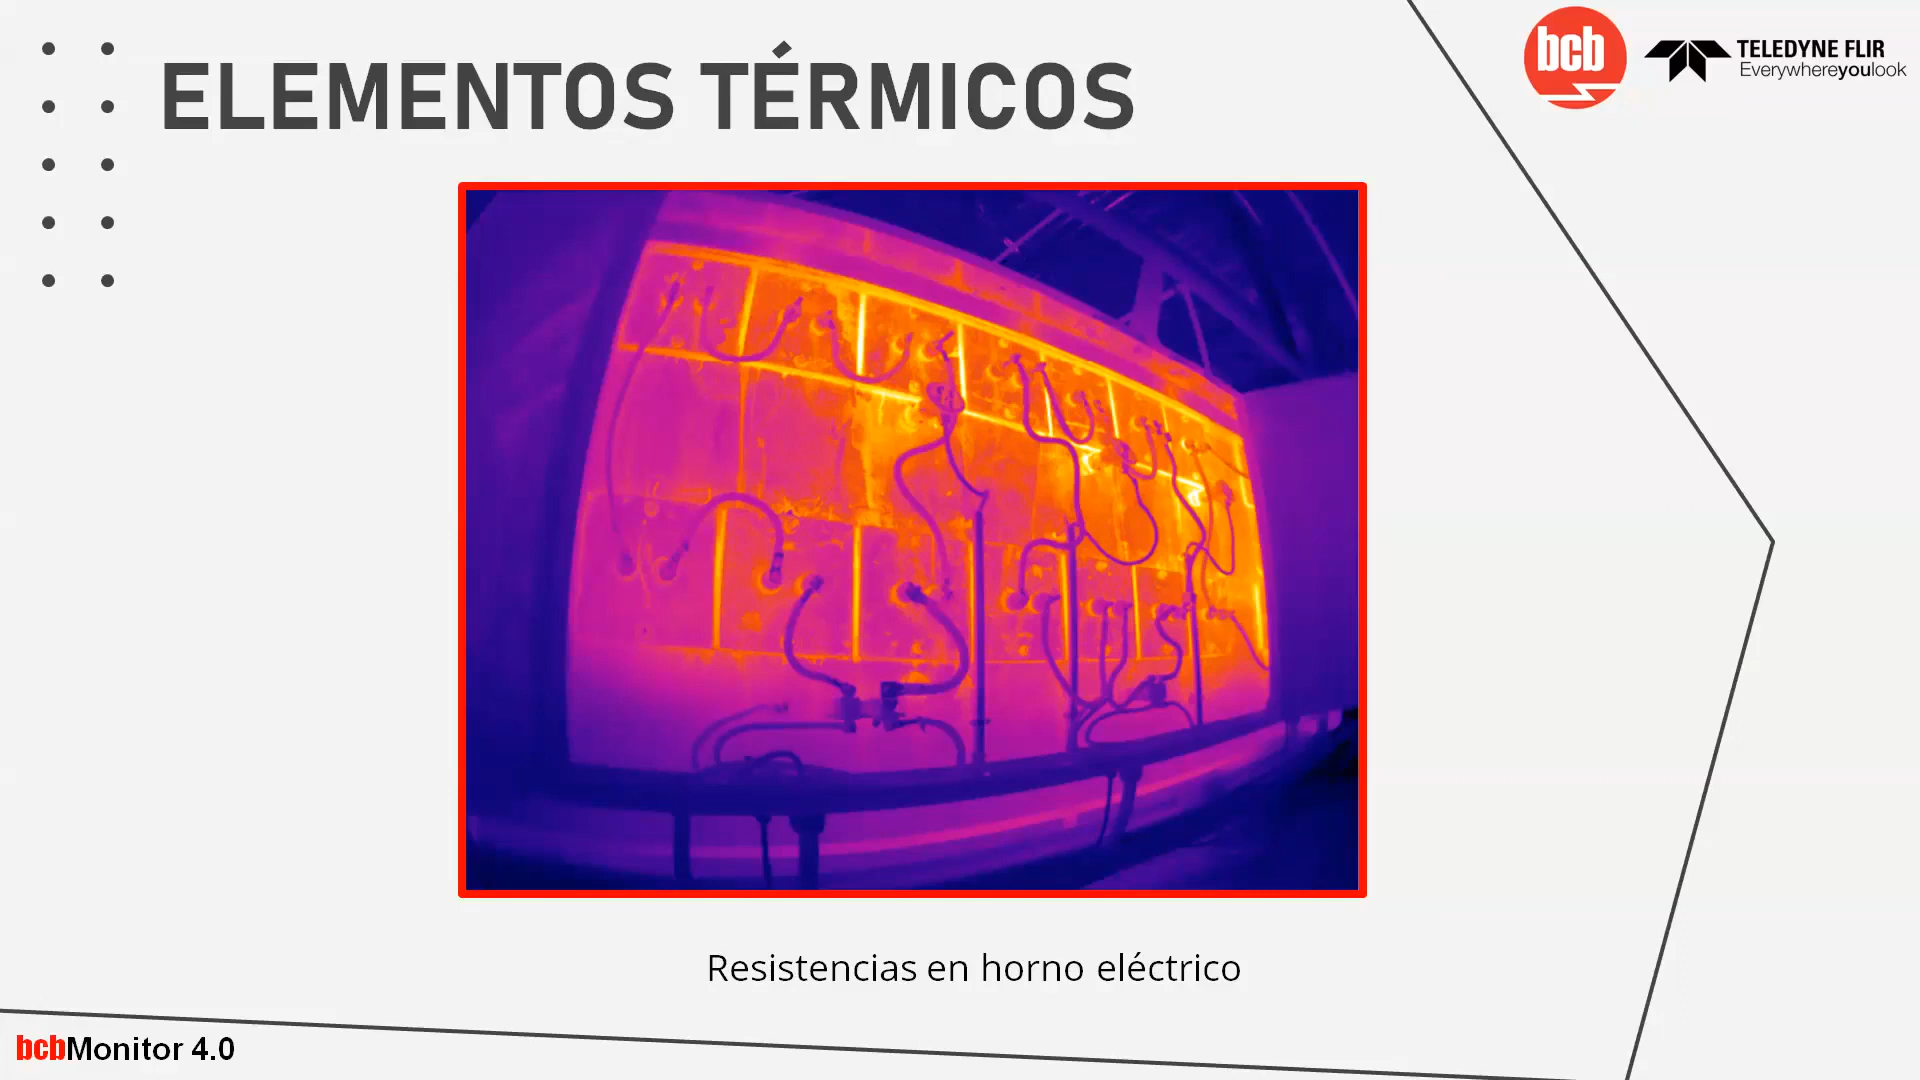 ELEMENTOS TÉRMICOS
bcb
TELEDYNE FLIR
Everywhereyoulook
Resistencias en horno eléctrico
bcbMonitor 4.0